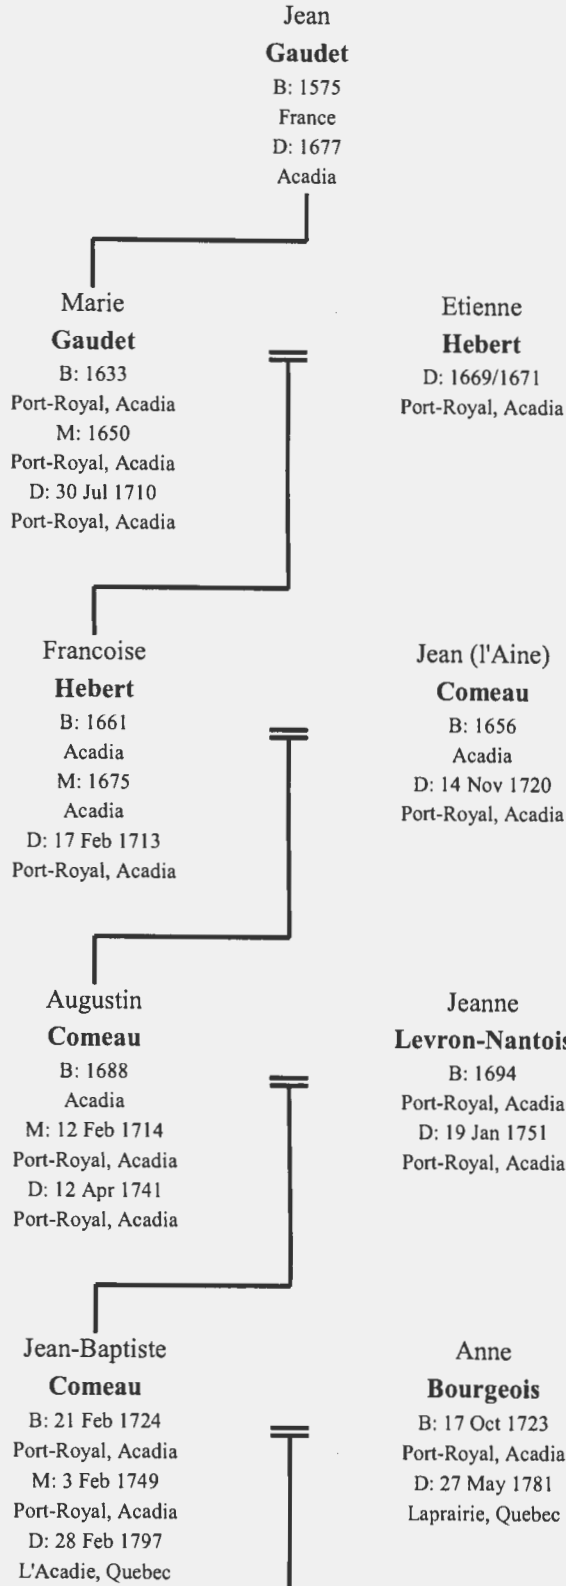 Jean
Gaudet
B: 1575
France
D: 1677
Acadia
Marie
Gaudet
B: 1633
Port-Royal, Acadia
M: 1650
Port-Royal, Acadia
D: 30 Jul 1710
Port-Royal, Acadia
Etienne
Hebert
D: 1669/1671
Port-Royal, Acadia
Francoise
Hebert
B: 1661
Acadia
M: 1675
Acadia
D: 17 Feb 1713
Port-Royal, Acadia
Jean (l'Aine)
Comeau
B: 1656
Acadia
D: 14 Nov 1720
Port-Royal, Acadia
Augustin
Comeau
B: 1688
Acadia
M: 12 Feb 1714
Port-Royal, Acadia
D: 12 Apr 1741
Port-Royal, Acadia
Jeanne
Levron-Nantois
B: 1694
Port-Royal, Acadia
D: 19 Jan 1751
Port-Royal, Acadia
Jean-Baptiste
Comeau
B: 21 Feb 1724
Port-Royal, Acadia
M: 3 Feb 1749
Port-Royal, Acadia
D: 28 Feb 1797
L'Acadie, Quebec
Anne
Bourgeois
B: 17 Oct 1723
Port-Royal, Acadia
D: 27 May 1781
Laprairie, Quebec